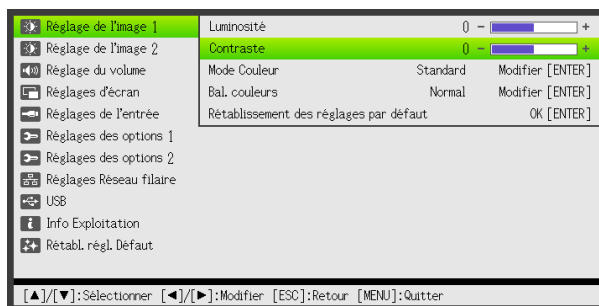 Réglage de l'image 1
Réglage de l'image 2
Réglage du volume
Réglages d'écran
Réglages de l'entrée
Réglages des options 1
Réglages des options 2
Réglages Réseau filaire
USB
Info Exploitation
Rétabl. régl. Défaut
Luminosité 0 - +
Contraste 0 - +
Mode Couleur Standard Modifier [ENTER]
Bal. couleurs Normal Modifier [ENTER]
Rétablissement des réglages par défaut OK [ENTER]
[▲]/[▼]:Sélectionner [◄]/[►]:Modifier [ESC]:Retour [MENU]:Quitter